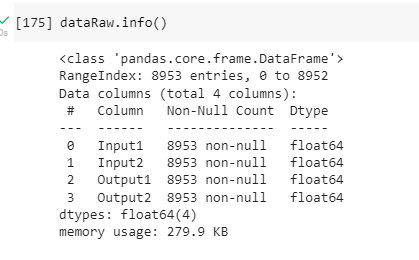 [175] dataRaw.info()
0s
<class 'pandas.core.frame.DataFrame'>
RangeIndex: 8953 entries, 0 to 8952
Data columns (total 4 columns):
 #   Column   Non-Null Count  Dtype
---  ------   --------------  -----
 0   Input1   8953 non-null   float64
 1   Input2   8953 non-null   float64
 2   Output1  8953 non-null   float64
 3   Output2  8953 non-null   float64
dtypes: float64(4)
memory usage: 279.9 KB